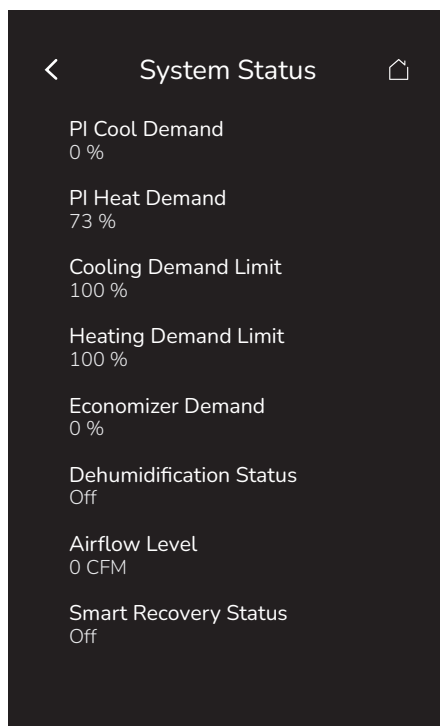 System Status
PI Cool Demand
0 %
PI Heat Demand
73 %
Cooling Demand Limit
100 %
Heating Demand Limit
100 %
Economizer Demand
0 %
Dehumidification Status
Off
Airflow Level
0 CFM
Smart Recovery Status
Off